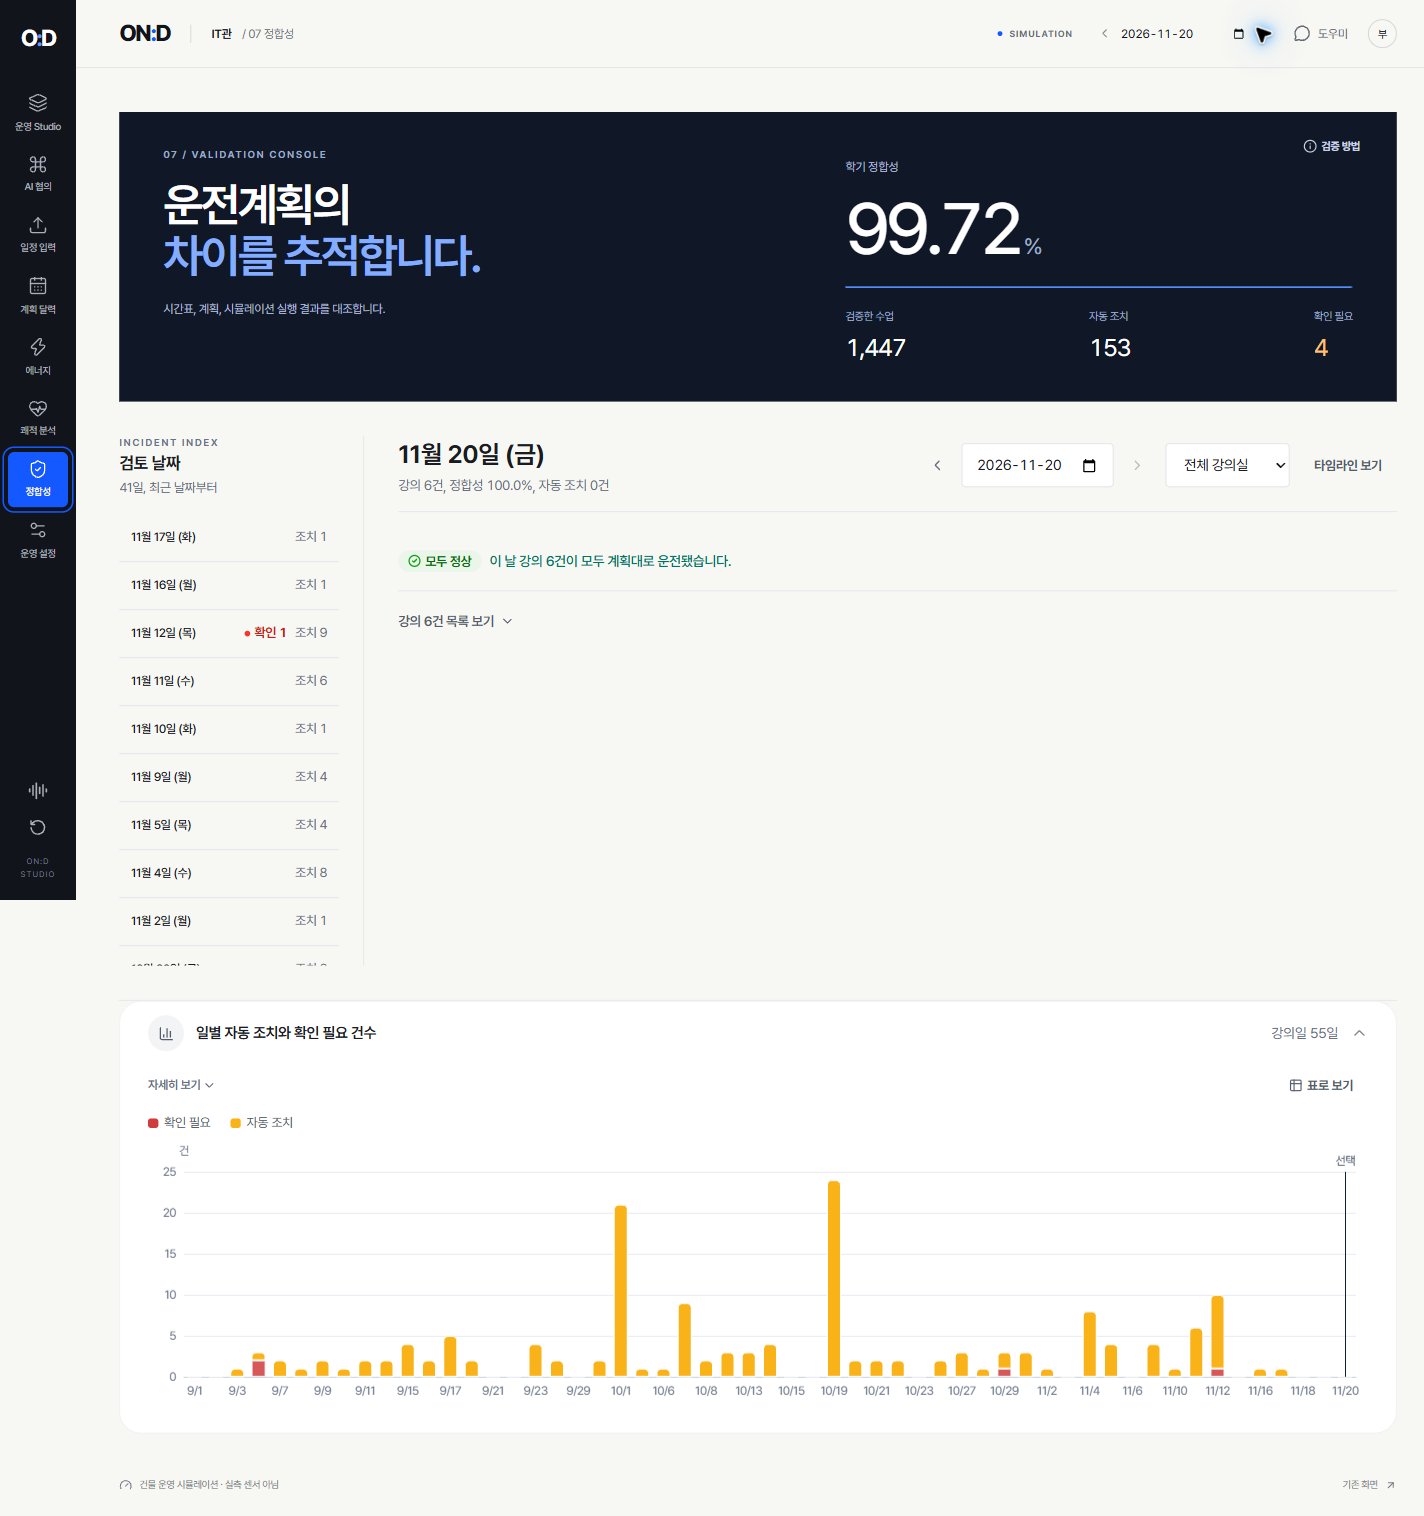 O:D
운영 Studio
AI 협의
일정 입력
계획 달력
에너지
쾌적 분석
정합성
운영 설정
ON:D
STUDIO
ON:D
IT관 / 07 정합성
SIMULATION
2026-11-20
도우미
부
07 / VALIDATION CONSOLE
운전계획의
차이를 추적합니다.
시간표, 계획, 시뮬레이션 실행 결과를 대조합니다.
검증 방법
학기 정합성
99.72%
검증한 수업 자동 조치 확인 필요
1,447 153 4
INCIDENT INDEX
검토 날짜
41일, 최근 날짜부터
11월 17일 (화) 조치 1
11월 16일 (월) 조치 1
11월 12일 (목) 확인 1 조치 9
11월 11일 (수) 조치 6
11월 10일 (화) 조치 1
11월 9일 (월) 조치 4
11월 5일 (목) 조치 4
11월 4일 (수) 조치 8
11월 2일 (월) 조치 1
11월 20일 (금)
강의 6건, 정합성 100.0%, 자동 조치 0건
2026-11-20
전체 강의실
타임라인 보기
모두 정상 이 날 강의 6건이 모두 계획대로 운전됐습니다.
강의 6건 목록 보기
일별 자동 조치와 확인 필요 건수
강의일 55일
자세히 보기
표로 보기
확인 필요 자동 조치
건
선택
25
20
15
10
5
0
9/1 9/3 9/7 9/9 9/11 9/15 9/17 9/21 9/23 9/29 10/1 10/6 10/8 10/13 10/15 10/19 10/21 10/23 10/27 10/29 11/2 11/4 11/6 11/10 11/12 11/16 11/18 11/20
건물 운영 시뮬레이션 · 실측 센서 아님
기존 화면